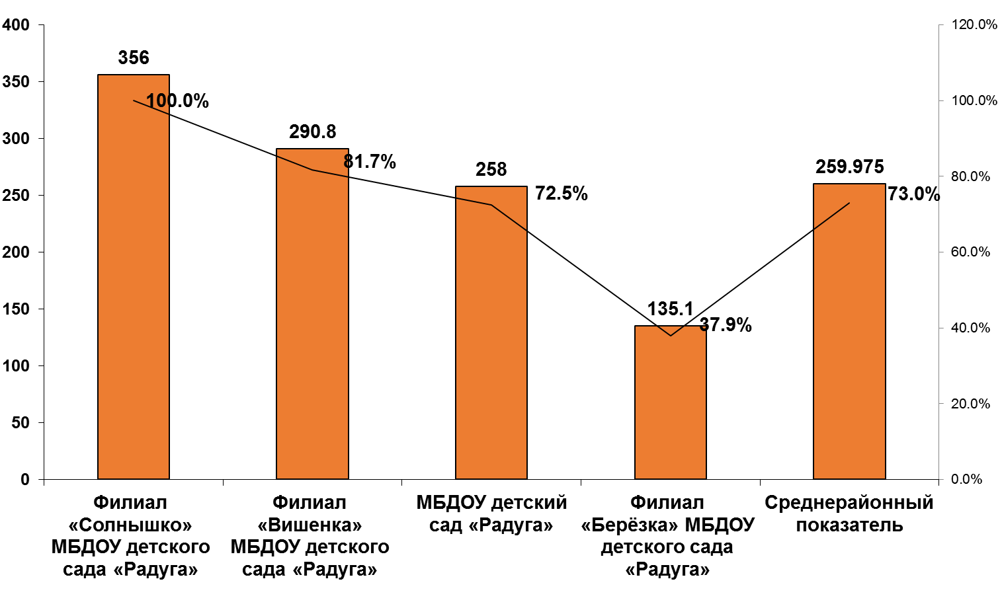 400
350
300
250
200
150
100
50
0
120.0%
100.0%
80.0%
60.0%
40.0%
20.0%
0.0%
356
290.8
258
135.1
259.975
100.0%
81.7%
72.5%
37.9%
73.0%
Филиал
«Солнышко»
МБДОУ детского
сада «Радуга»
Филиал
«Вишенка»
МБДОУ детского
сада «Радуга»
МБДОУ детский
сад «Радуга»
Филиал
«Берёзка» МБДОУ
детского сада
«Радуга»
Среднерайонный
показатель